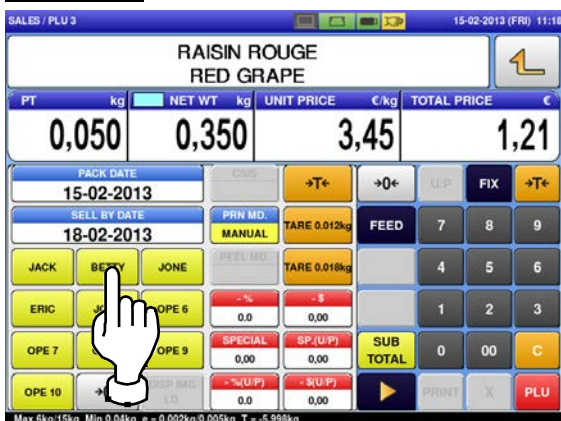 SALES / PLU 3
15-02-2013 (FRI) 11:18
RAISIN ROUGE
RED GRAPE
PT kg NET WT kg UNIT PRICE €/kg TOTAL PRICE €
0,050 0,350 3,45 1,21
PACK DATE
15-02-2013
→T← →0← U/P FIX →T←
SELL BY DATE
18-02-2013
PRN MD.
MANUAL
TARE 0.012kg FEED 7 8 9
JACK BETTY JONE PEEL MD. TARE 0.018kg 4 5 6
ERIC OPE 6 - % 0.0 - $ 0,00 1 2 3
OPE 7 OPE 9 SPECIAL 0,00 SP.(U/P) 0,00 SUB TOTAL 0 00 C
OPE 10 DISP IMG - %(U/P) 0.0 - $(U/P) 0,00 PRINT X PLU
Max 6kg/15kg Min 0.04kg e = 0.002kg/0.005kg T = -5.998kg